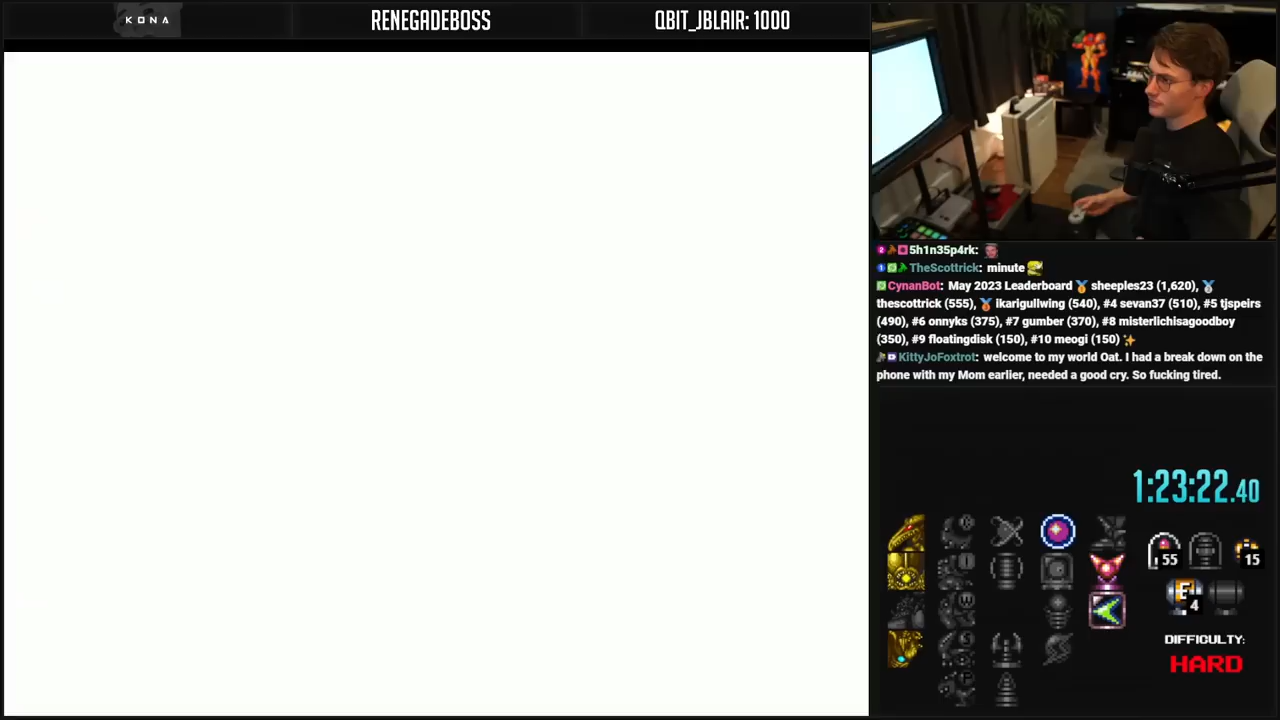 KONA
RENEGADEBOSS
QBIT_JBLAIR: 1000
5h1n35p4rk:
TheScottrick: minute
CynanBot: May 2023 Leaderboard sheeples23 (1,620),
thescottrick (555), ikarigullwing (540), #4 sevan37 (510), #5 tjspeirs
(490), #6 onnyks (375), #7 gumber (370), #8 misterlichisagoodboy
(350), #9 floatingdisk (150), #10 meogi (150)
KittyJoFoxtrot: welcome to my world Oat. I had a break down on the
phone with my Mom earlier, needed a good cry. So fucking tired.
1:23:22.40
55
15
E
4
DIFFICULTY:
HARD